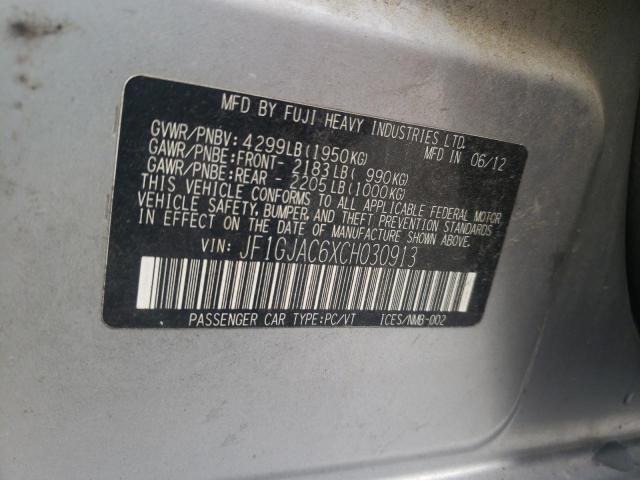 MFD BY FUJI HEAVY INDUSTRIES LTD.
GVWR/PNBV: 4299LB(1950KG) MFD IN 06/12
GAWR/PNBE:FRONT- 2183LB( 990KG)
GAWR/PNBE:REAR - 2205LB(1000KG)
THIS VEHICLE CONFORMS TO ALL APPLICABLE FEDERAL MOTOR
VEHICLE SAFETY, BUMPER, AND THEFT PREVENTION STANDARDS
IN EFFECT ON THE DATE OF MANUFACTURE SHOWN ABOVE.
VIN: JF1GJAC6XCH030913
PASSENGER CAR TYPE:PC/VT ICES/NMB-002